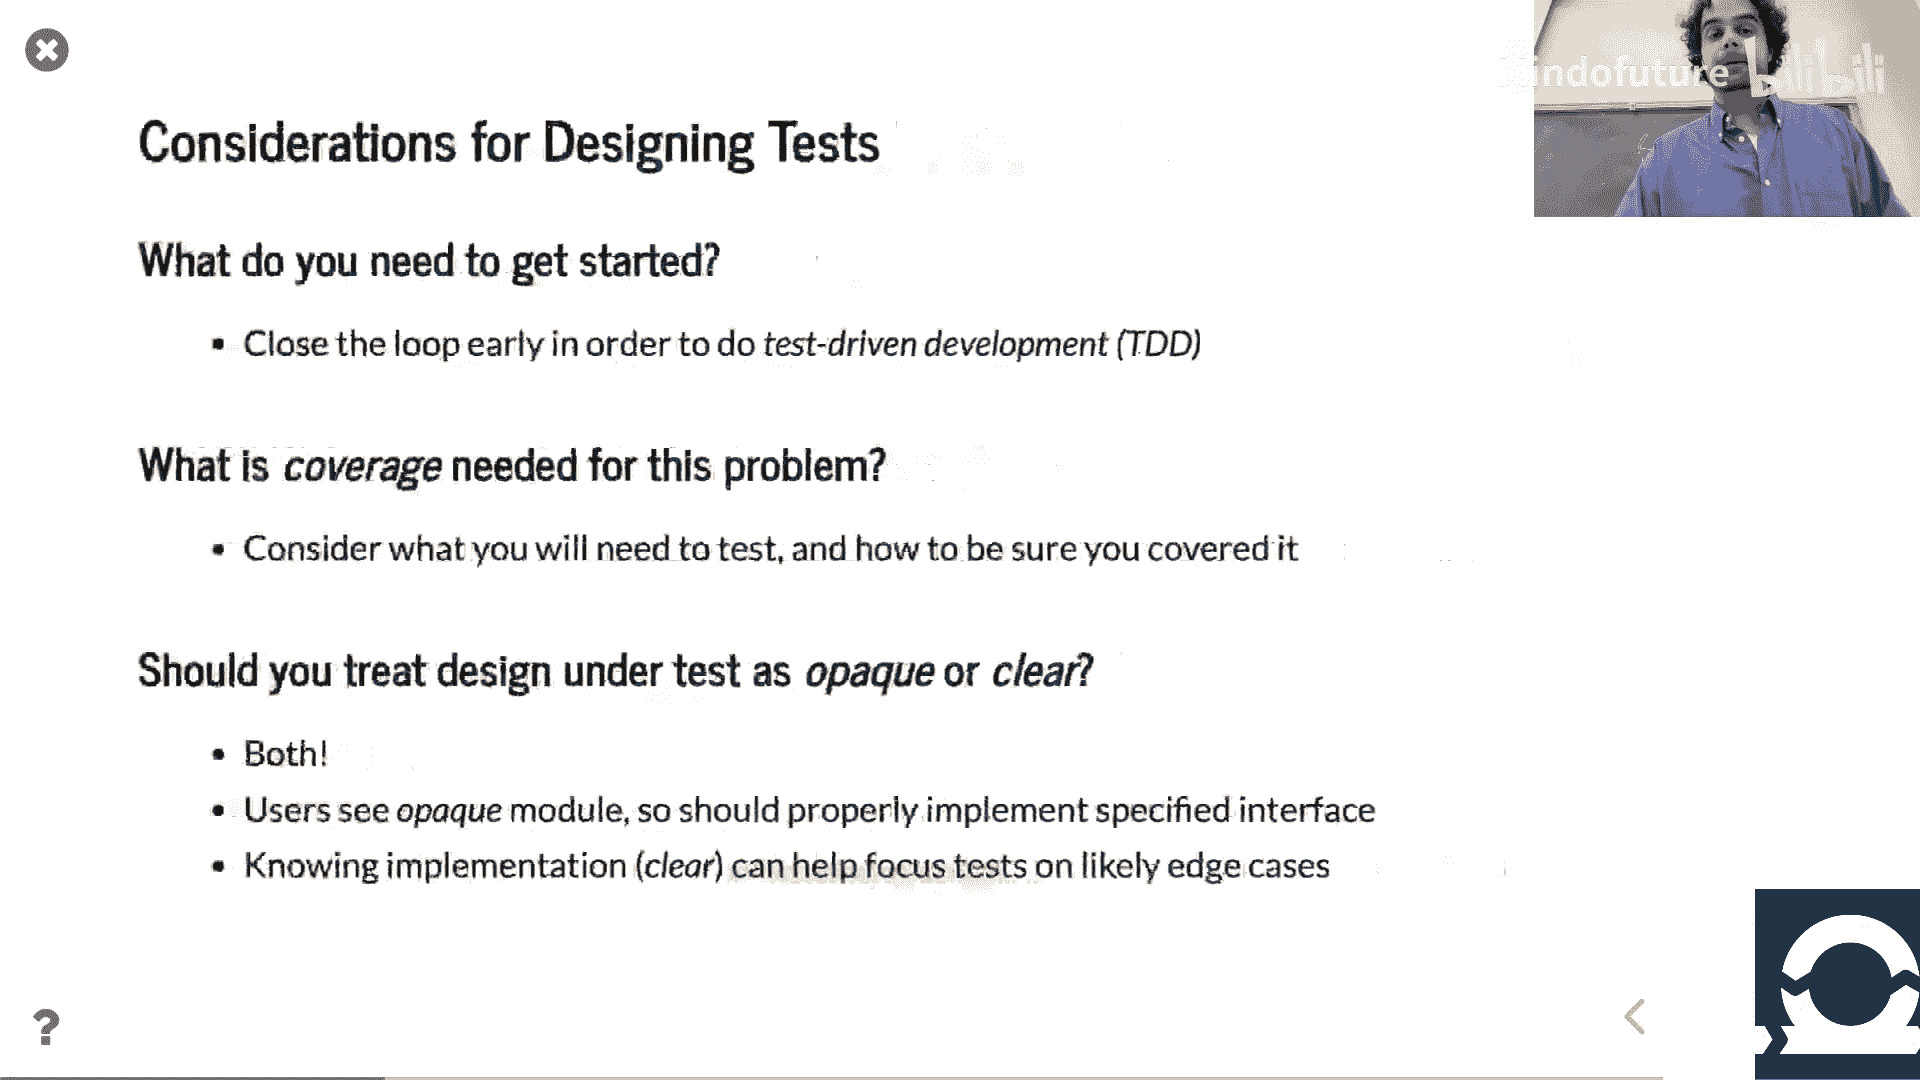 indofuture bilibili
Considerations for Designing Tests
What do you need to get started?
• Close the loop early in order to do test-driven development (TDD)
What is coverage needed for this problem?
• Consider what you will need to test, and how to be sure you covered it
Should you treat design under test as opaque or clear?
• Both!
• Users see opaque module, so should properly implement specified interface
• Knowing implementation (clear) can help focus tests on likely edge cases
?